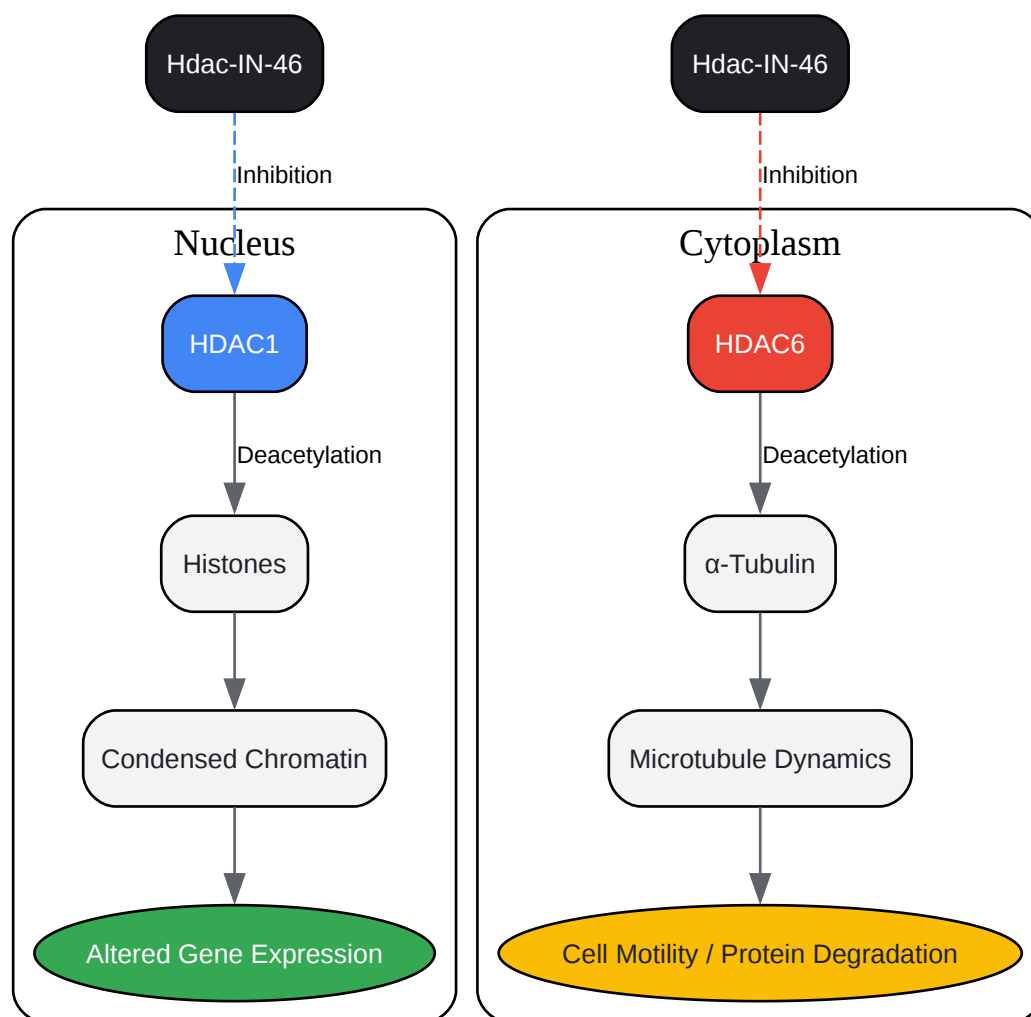 Hdac-IN-46
Inhibition
Nucleus
HDAC1
Deacetylation
Histones
Condensed Chromatin
Altered Gene Expression
Hdac-IN-46
Inhibition
Cytoplasm
HDAC6
Deacetylation
α-Tubulin
Microtubule Dynamics
Cell Motility / Protein Degradation